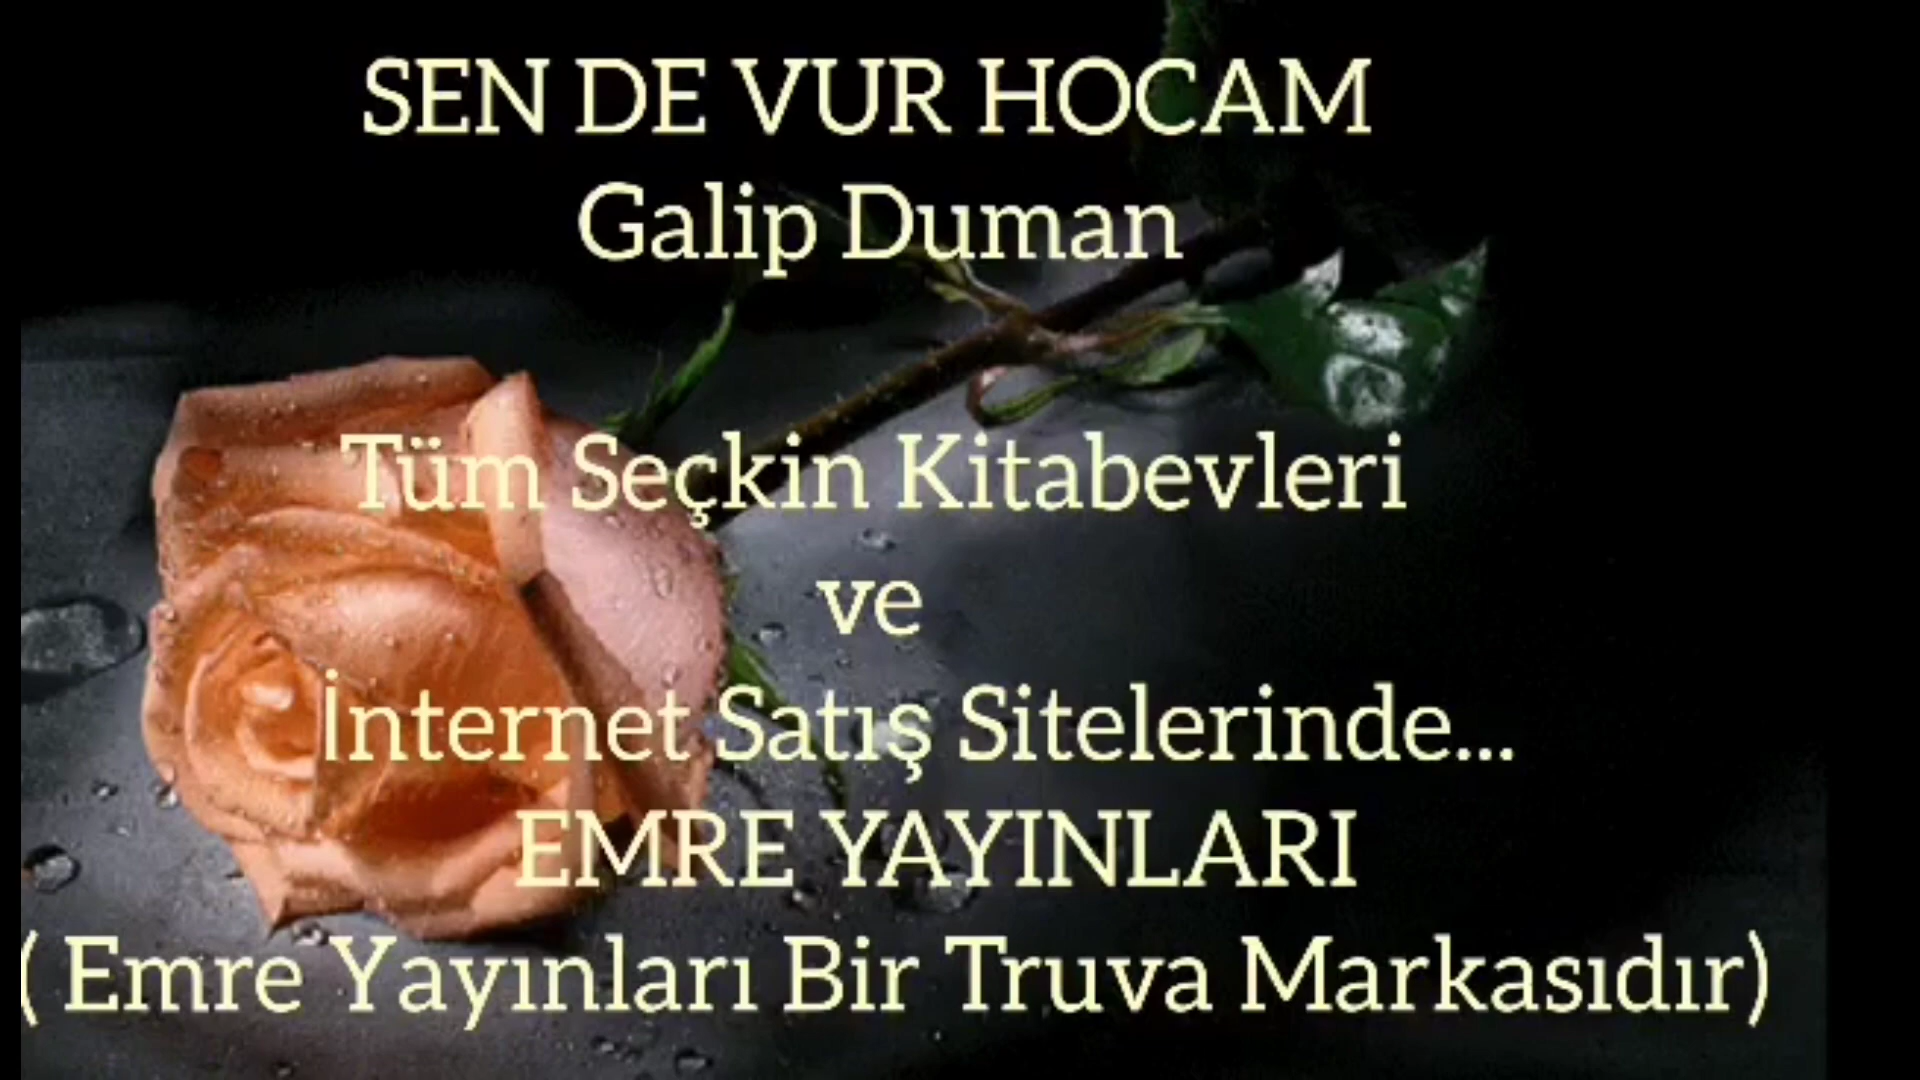 SEN DE VUR HOCAM
Galip Duman
Tüm Seçkin Kitabevleri
ve
İnternet Satış Sitelerinde...
EMRE YAYINLARI
( Emre Yayınları Bir Truva Markasıdır)